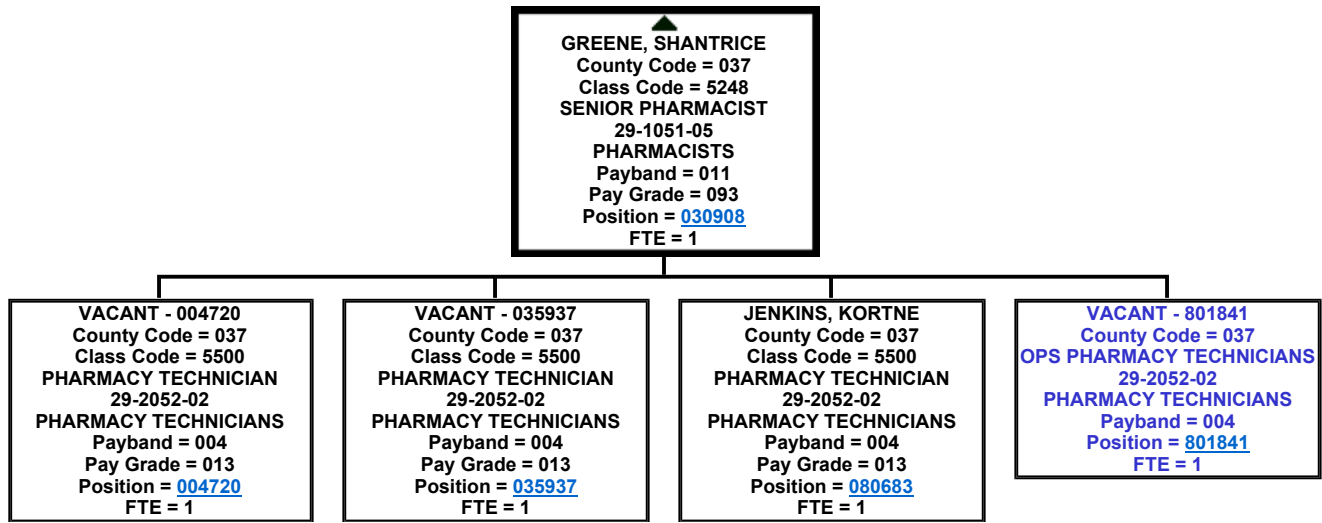 GREENE, SHANTRICE
County Code = 037
Class Code = 5248
SENIOR PHARMACIST
29-1051-05
PHARMACISTS
Payband = 011
Pay Grade = 093
Position = 030908
FTE = 1
VACANT - 004720
County Code = 037
Class Code = 5500
PHARMACY TECHNICIAN
29-2052-02
PHARMACY TECHNICIANS
Payband = 004
Pay Grade = 013
Position = 004720
FTE = 1
VACANT - 035937
County Code = 037
Class Code = 5500
PHARMACY TECHNICIAN
29-2052-02
PHARMACY TECHNICIANS
Payband = 004
Pay Grade = 013
Position = 035937
FTE = 1
JENKINS, KORTNE
County Code = 037
Class Code = 5500
PHARMACY TECHNICIAN
29-2052-02
PHARMACY TECHNICIANS
Payband = 004
Pay Grade = 013
Position = 080683
FTE = 1
VACANT - 801841
County Code = 037
OPS PHARMACY TECHNICIANS
29-2052-02
PHARMACY TECHNICIANS
Payband = 004
Position = 801841
FTE = 1